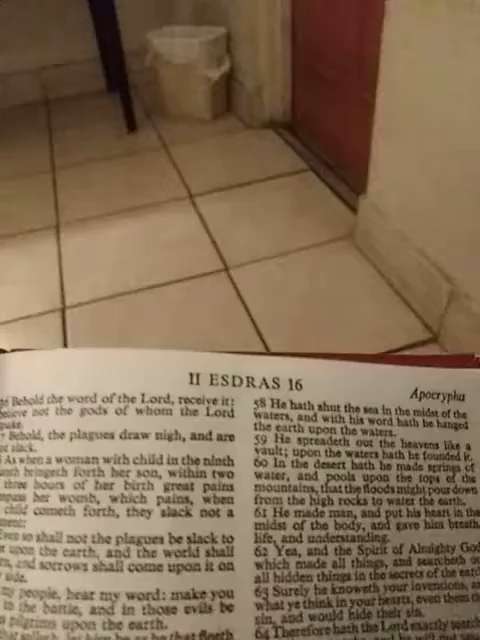 II ESDRAS 16
Apocrypha
Behold the word of the Lord, receive it:
not the gods of whom the Lord
Behold, the plagues draw nigh, and are
slack.
As when a woman with child in the ninth
bringeth forth her son, within two
three hours of her birth great pains
her womb, which pains, when
child cometh forth, they slack not a
so shall not the plagues be slack to
upon the earth, and the world shall
and sorrows shall come upon it on
side.
my people, hear my word: make you
to the battle, and in those evils be
pilgrims upon the earth.
58 He hath shut the sea in the midst of the
waters, and with his word hath he hanged
the earth upon the waters.
59 He spreadeth out the heavens like a
vault; upon the waters hath he founded it.
60 In the desert hath he made springs of
water, and pools upon the tops of the
mountains, that the floods might pour down
from the high rocks to water the earth.
61 He made man, and put his heart in the
midst of the body, and gave him breath,
life, and understanding.
62 Yea, and the Spirit of Almighty God,
which made all things, and searcheth out
all hidden things in the secrets of the earth
63 Surely he knoweth your inventions, and
what ye think in your hearts, even them
sin, and would hide their sin.
64 Therefore hath the Lord exactly